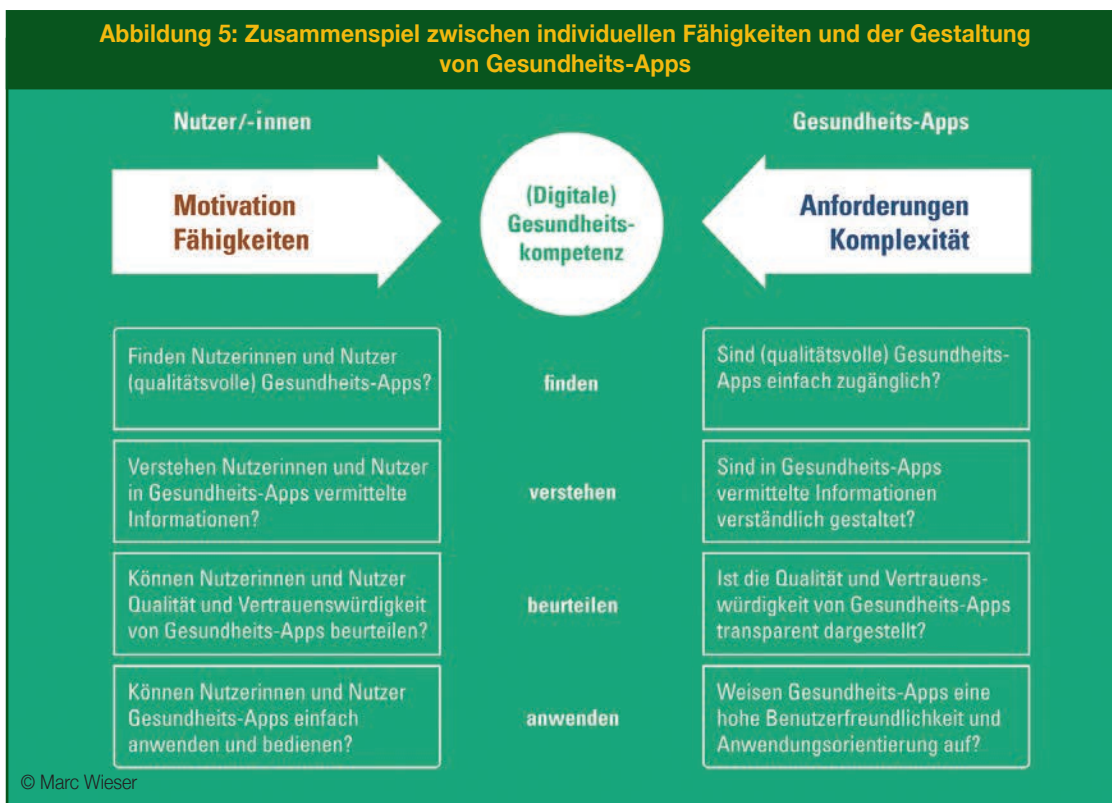 Abbildung 5: Zusammenspiel zwischen individuellen Fähigkeiten und der Gestaltung
von Gesundheits-Apps
Nutzer/-innen
Gesundheits-Apps
Motivation
Fähigkeiten
(Digitale)
Gesundheits-
kompetenz
Anforderungen
Komplexität
Finden Nutzerinnen und Nutzer
(qualitätsvolle) Gesundheits-Apps?
finden
Sind (qualitätsvolle) Gesundheits-
Apps einfach zugänglich?
Verstehen Nutzerinnen und Nutzer
in Gesundheits-Apps vermittelte
Informationen?
verstehen
Sind in Gesundheits-Apps
vermittelte Informationen
verständlich gestaltet?
Können Nutzerinnen und Nutzer
Qualität und Vertrauenswürdigkeit
von Gesundheits-Apps beurteilen?
beurteilen
Ist die Qualität und Vertrauens-
würdigkeit von Gesundheits-Apps
transparent dargestellt?
Können Nutzerinnen und Nutzer
Gesundheits-Apps einfach
anwenden und bedienen?
anwenden
Weisen Gesundheits-Apps eine
hohe Benutzerfreundlichkeit und
Anwendungsorientierung auf?
© Marc Wieser